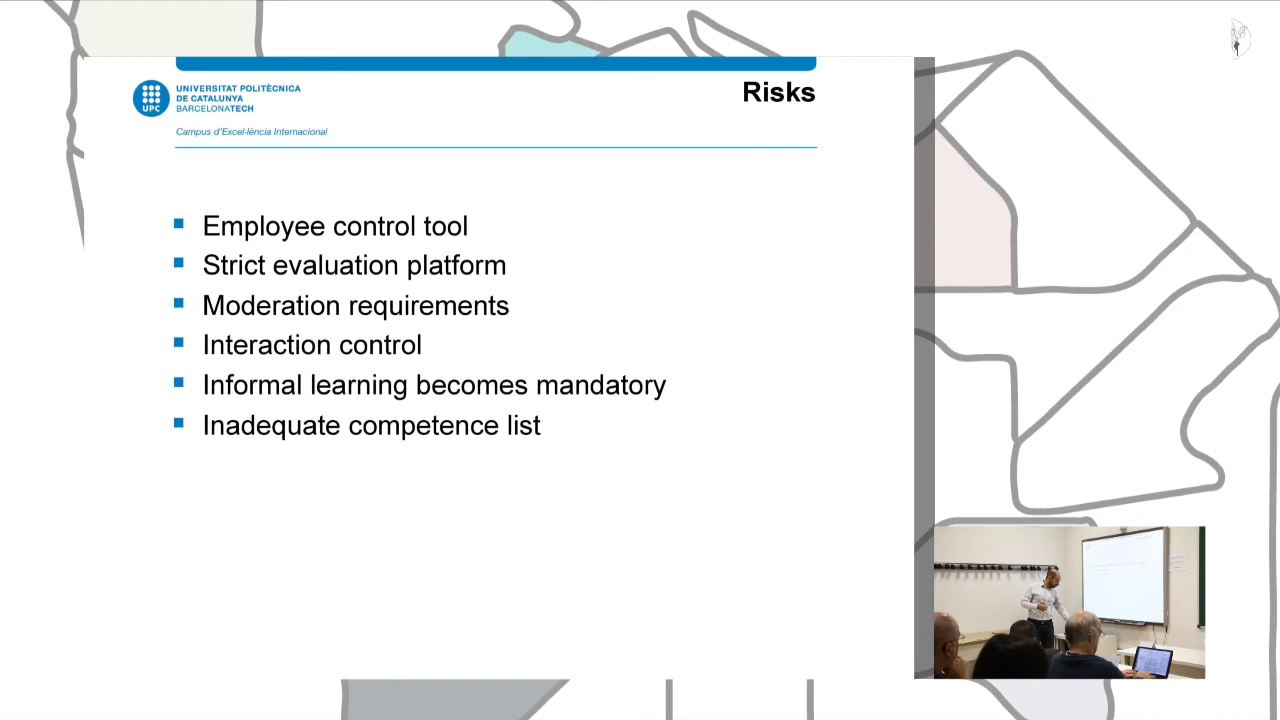 UNIVERSITAT POLITÈCNICA
DE CATALUNYA
BARCELONATECH
UPC
Campus d'Excel·lència Internacional
Risks
Employee control tool
Strict evaluation platform
Moderation requirements
Interaction control
Informal learning becomes mandatory
Inadequate competence list